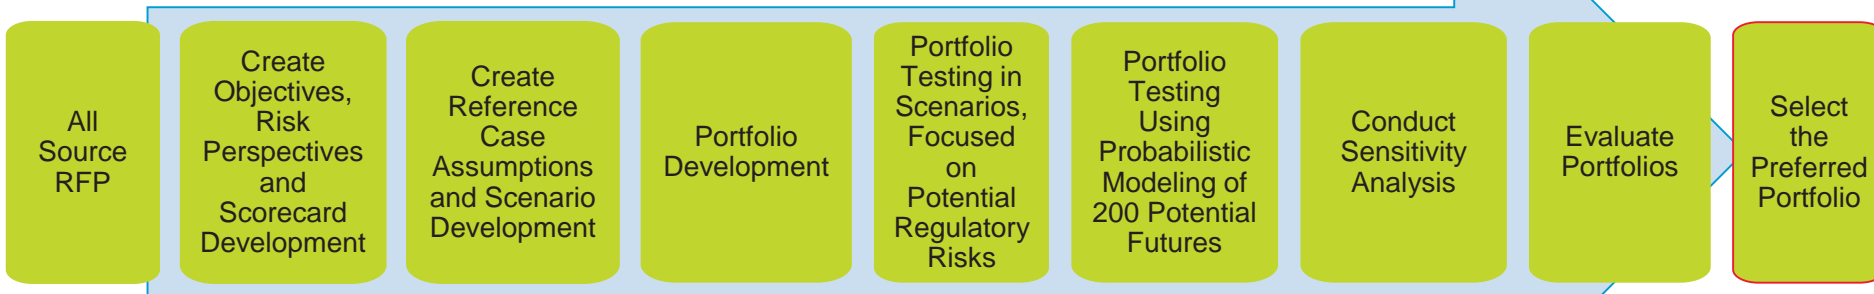 All
Source
RFP
Create
Objectives,
Risk
Perspectives
and
Scorecard
Development
Create
Reference
Case
Assumptions
and Scenario
Development
Portfolio
Development
Portfolio
Testing in
Scenarios,
Focused
on
Potential
Regulatory
Risks
Portfolio
Testing
Using
Probabilistic
Modeling of
200 Potential
Futures
Conduct
Sensitivity
Analysis
Evaluate
Portfolios
Select
the
Preferred
Portfolio